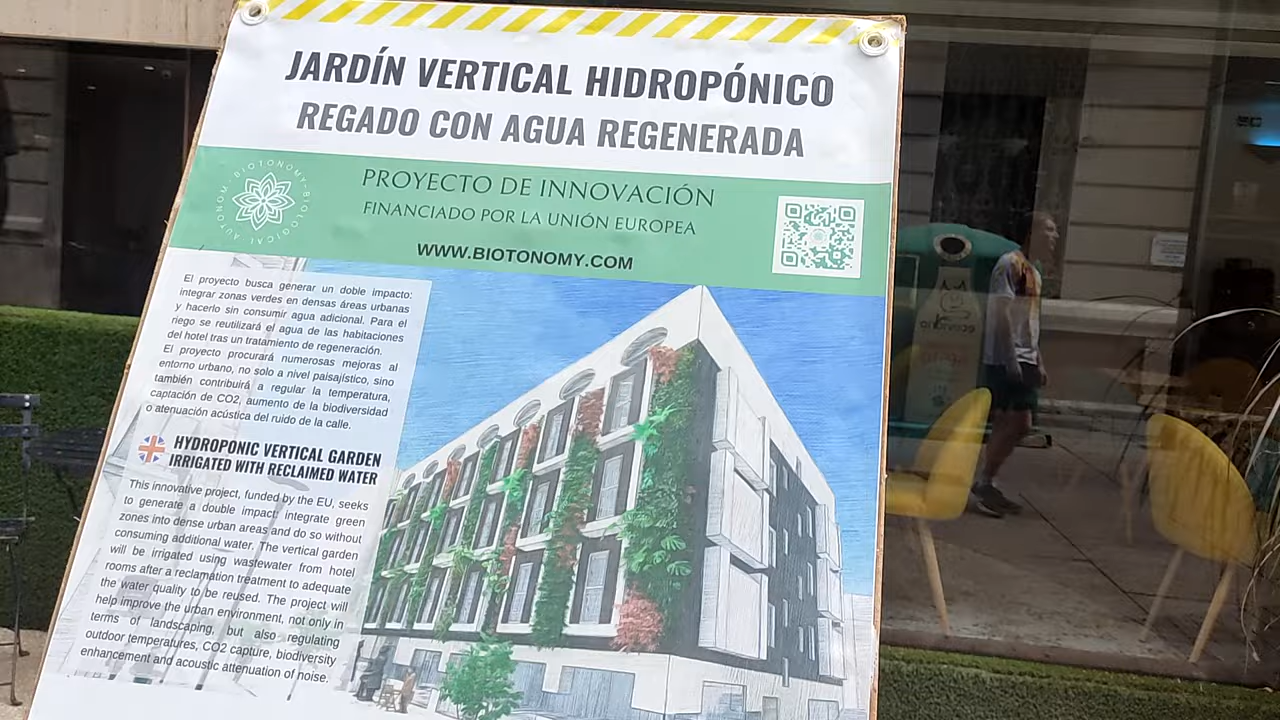 JARDÍN VERTICAL HIDROPÓNICO
REGADO CON AGUA REGENERADA
BIOTONOMY · BIOLOGICAL AUTONOM
PROYECTO DE INNOVACIÓN
FINANCIADO POR LA UNIÓN EUROPEA
WWW.BIOTONOMY.COM
El proyecto busca generar un doble impacto:
integrar zonas verdes en densas áreas urbanas
y hacerlo sin consumir agua adicional. Para el
riego se reutilizará el agua de las habitaciones
del hotel tras un tratamiento de regeneración.
El proyecto procurará numerosas mejoras al
entorno urbano, no solo a nivel paisajístico, sino
también contribuirá a regular la temperatura,
captación de CO2, aumento de la biodiversidad
o atenuación acústica del ruido de la calle.
HYDROPONIC VERTICAL GARDEN
IRRIGATED WITH RECLAIMED WATER
This innovative project, funded by the EU, seeks
to generate a double impact: integrate green
zones into dense urban areas and do so without
consuming additional water. The vertical garden
will be irrigated using wastewater from hotel
rooms after a reclamation treatment to adequate
the water quality to be reused. The project will
help improve the urban environment, not only in
terms of landscaping, but also regulating
outdoor temperatures, CO2 capture, biodiversity
enhancement and acoustic attenuation of noise.